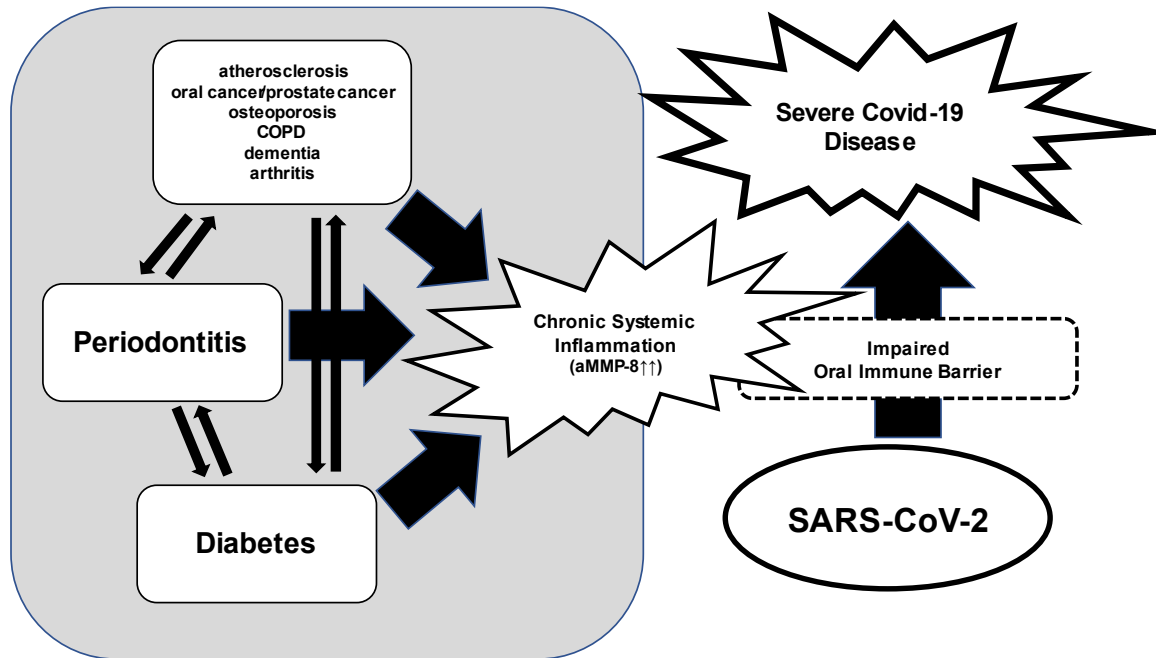 atherosclerosis
oral cancer/prostate cancer
osteoporosis
COPD
dementia
arthritis
Periodontitis
Diabetes
Chronic Systemic
Inflammation
(aMMP-8↑↑)
Severe Covid-19
Disease
Impaired
Oral Immune Barrier
SARS-CoV-2